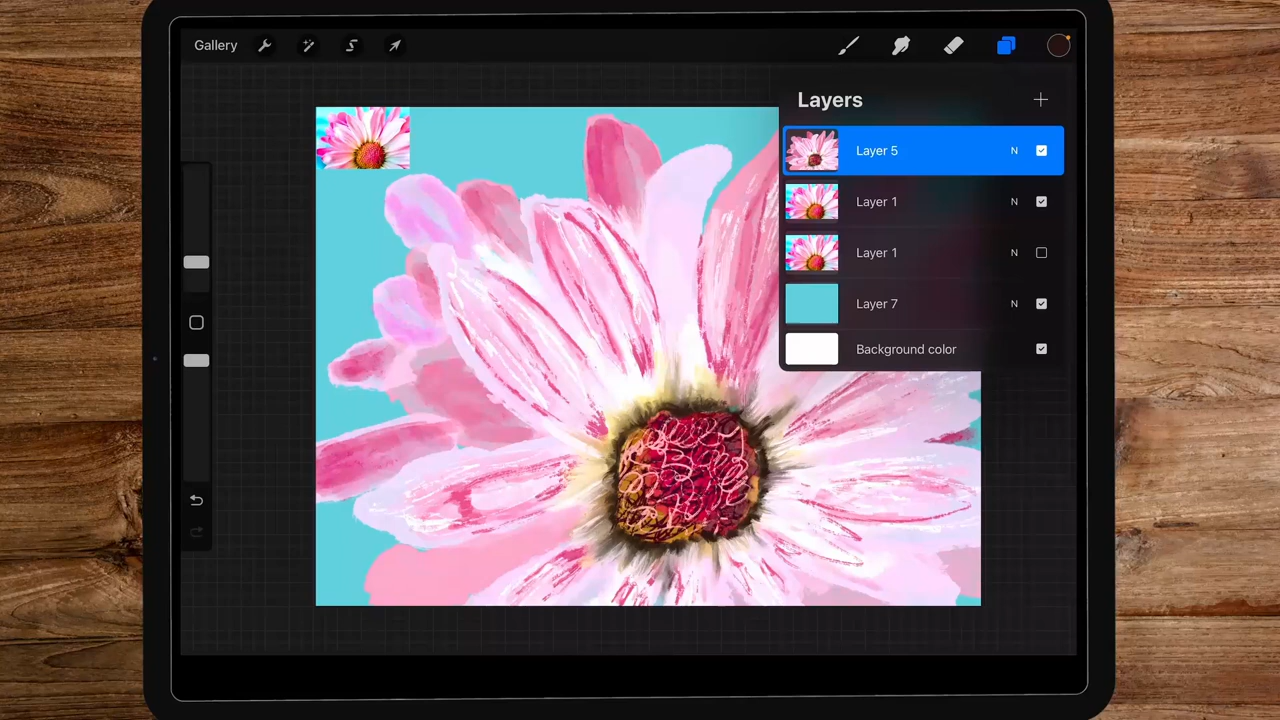 Gallery
Layers
Layer 5 N
Layer 1 N
Layer 1 N
Layer 7 N
Background color